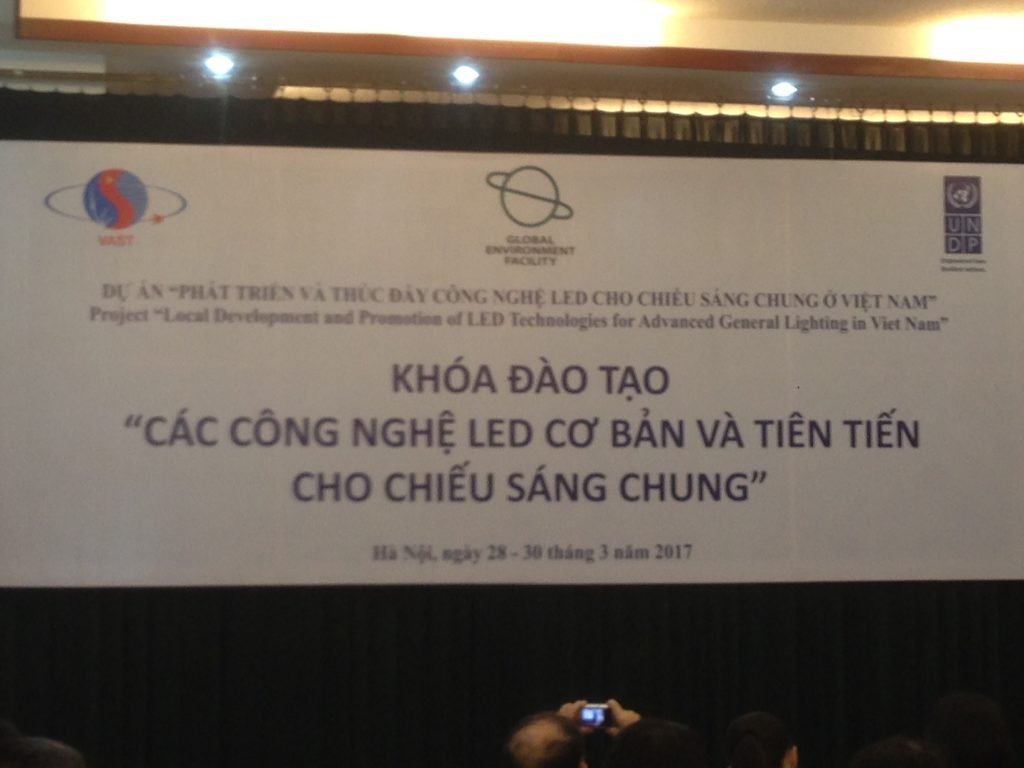 VAST
GLOBAL
ENVIRONMENT
FACILITY
UN
DP
DỰ ÁN “PHÁT TRIỂN VÀ THÚC ĐẨY CÔNG NGHỆ LED CHO CHIẾU SÁNG CHUNG Ở VIỆT NAM”
Project “Local Development and Promotion of LED Technologies for Advanced General Lighting in Viet Nam”
KHÓA ĐÀO TẠO
“CÁC CÔNG NGHỆ LED CƠ BẢN VÀ TIÊN TIẾN
CHO CHIẾU SÁNG CHUNG”
Hà Nội, ngày 28 - 30 tháng 3 năm 2017